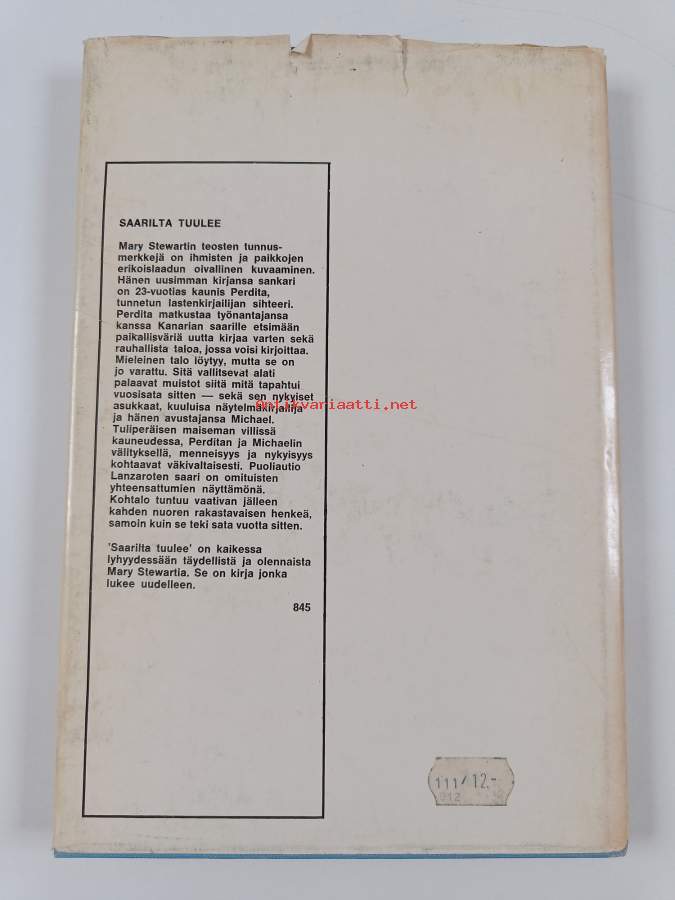 SAARILTA TUULEE
Mary Stewartin teosten tunnus-
merkkejä on ihmisten ja paikkojen
erikoislaadun oivallinen kuvaaminen.
Hänen uusimman kirjansa sankari
on 23-vuotias kaunis Perdita,
tunnetun lastenkirjailijan sihteeri.
Perdita matkustaa työnantajansa
kanssa Kanarian saarille etsimään
paikallisväriä uutta kirjaa varten sekä
rauhallista taloa, jossa voisi kirjoittaa.
Mieleinen talo löytyy, mutta se on
jo varattu. Sitä vallitsevat alati
palaavat muistot siitä mitä tapahtui
vuosisata sitten — sekä sen nykyiset
asukkaat, kuuluisa näytelmäkirjailija
ja hänen avustajansa Michael.
Tuliperäisen maiseman villissä
kauneudessa, Perditan ja Michaelin
välityksellä, menneisyys ja nykyisyys
kohtaavat väkivaltaisesti. Puoliautio
Lanzaroten saari on omituisten
yhteensattumien näyttämönä.
Kohtalo tuntuu vaativan jälleen
kahden nuoren rakastavaisen henkeä,
samoin kuin se teki sata vuotta sitten.
'Saarilta tuulee' on kaikessa
lyhyydessään täydellistä ja olennaista
Mary Stewartia. Se on kirja jonka
lukee uudelleen.
845
antikvariaatti.net
111/12.-
912